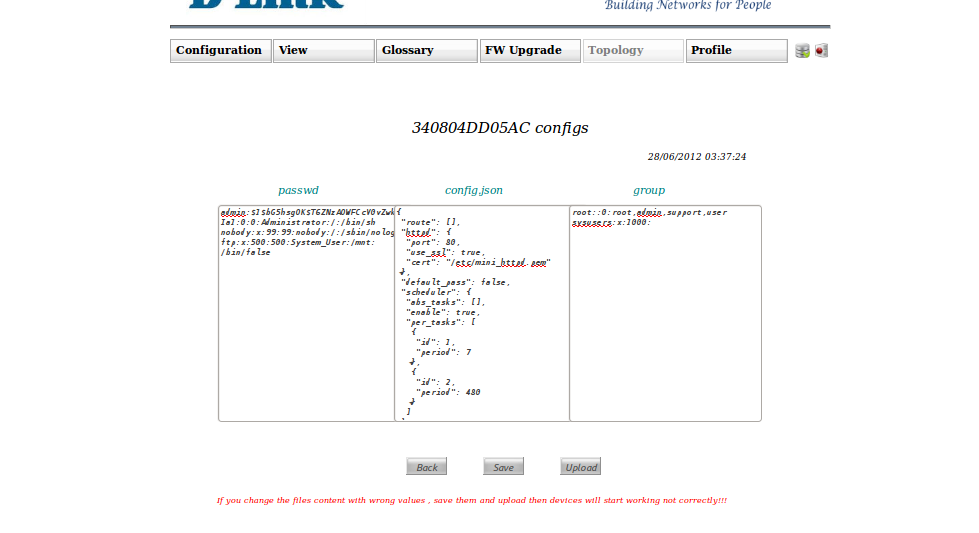 D-Link
Building Networks for People
Configuration
View
Glossary
FW Upgrade
Topology
Profile
340804DD05AC configs
28/06/2012 03:37:24
passwd
config.json
group
Ia1:0:0:Administrator:/:/bin/sh
nobody:x:99:99:nobody:/:/sbin/nolog
ftp:x:500:500:System_User:/mnt:
/bin/false
{
"route": [],
"httpd": {
"port": 80,
"use_ssl": true,
"cert": "/etc/mini_httpd.pem"
},
"default_pass": false,
"scheduler": {
"abs_tasks": [],
"enable": true,
"per_tasks": [
{
"id": 1,
"period": 7
},
{
"id": 2,
"period": 480
}
]
root::0:root,admin,support,user
sysusers:x:1000:
Back
Save
Upload
If you change the files content with wrong values , save them and upload then devices will start working not correctly!!!